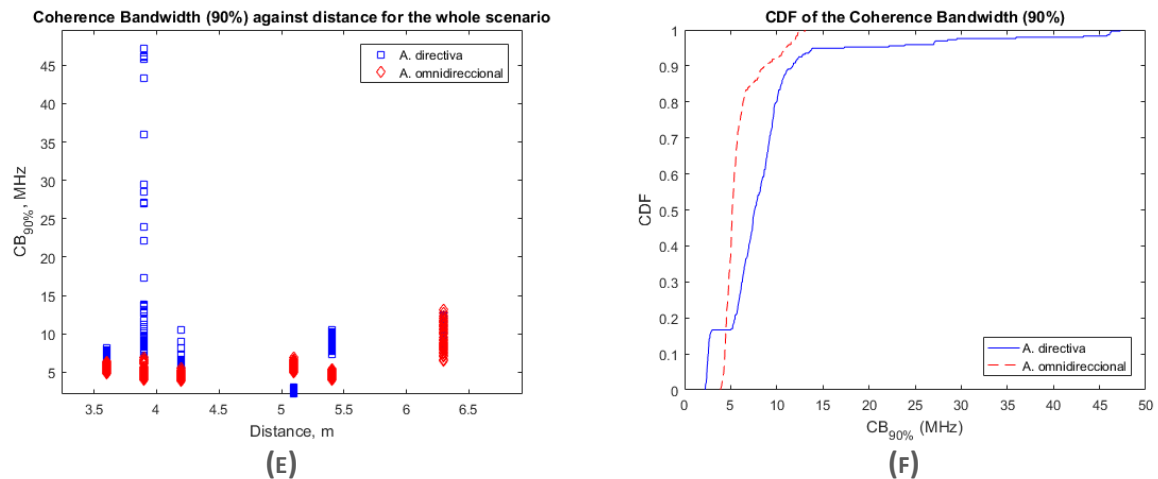 Coherence Bandwidth (90%) against distance for the whole scenario
A. directiva
A. omnidireccional
45
40
35
30
25
20
15
10
5
CB90%, MHz
3.5 4 4.5 5 5.5 6 6.5
Distance, m
(E)
CDF of the Coherence Bandwidth (90%)
1
0.9
0.8
0.7
0.6
0.5
0.4
0.3
0.2
0.1
0
CDF
A. directiva
A. omnidireccional
0 5 10 15 20 25 30 35 40 45 50
CB90% (MHz)
(F)